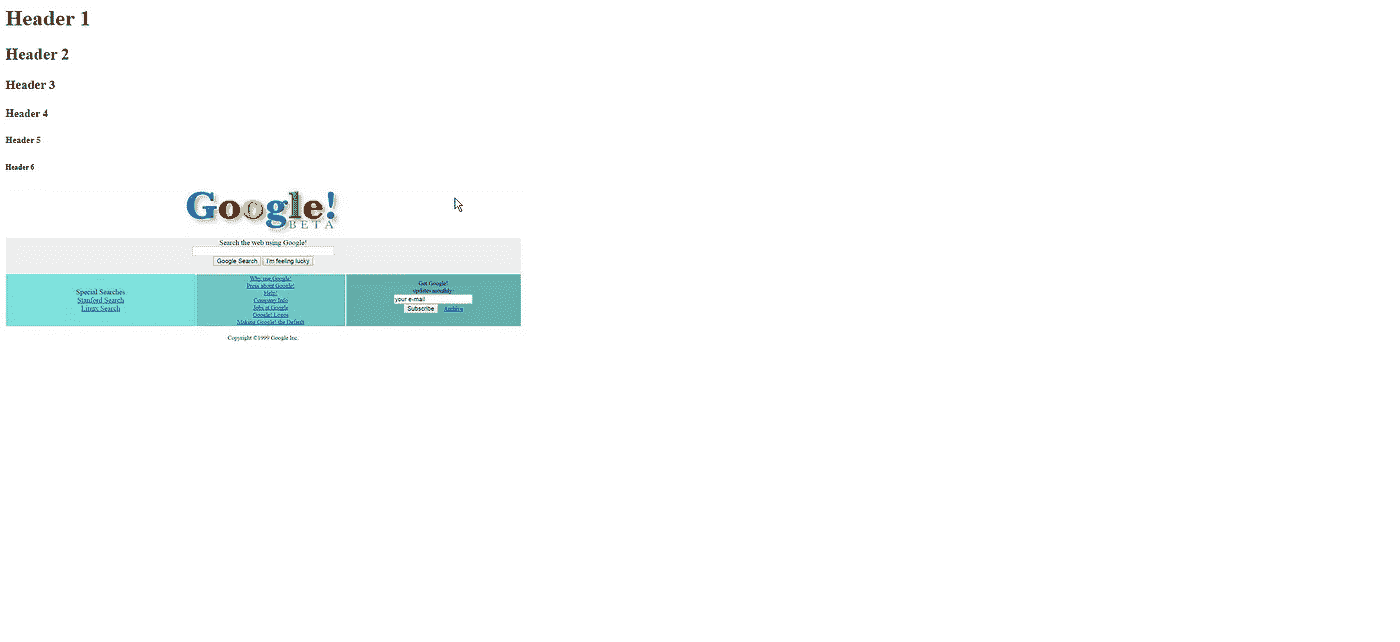 Header 1
Header 2
Header 3
Header 4
Header 5
Header 6
Google!
BETA
Search the web using Google!
Google Search I'm feeling lucky
Special Searches
Stanford Search
Linux Search
Why use Google!
Press about Google!
Help!
Company Info
Jobs at Google
Google! Logos
Making Google! the Default
Get Google!
updates monthly
your e-mail
Subscribe Archive
Copyright ©1999 Google Inc.